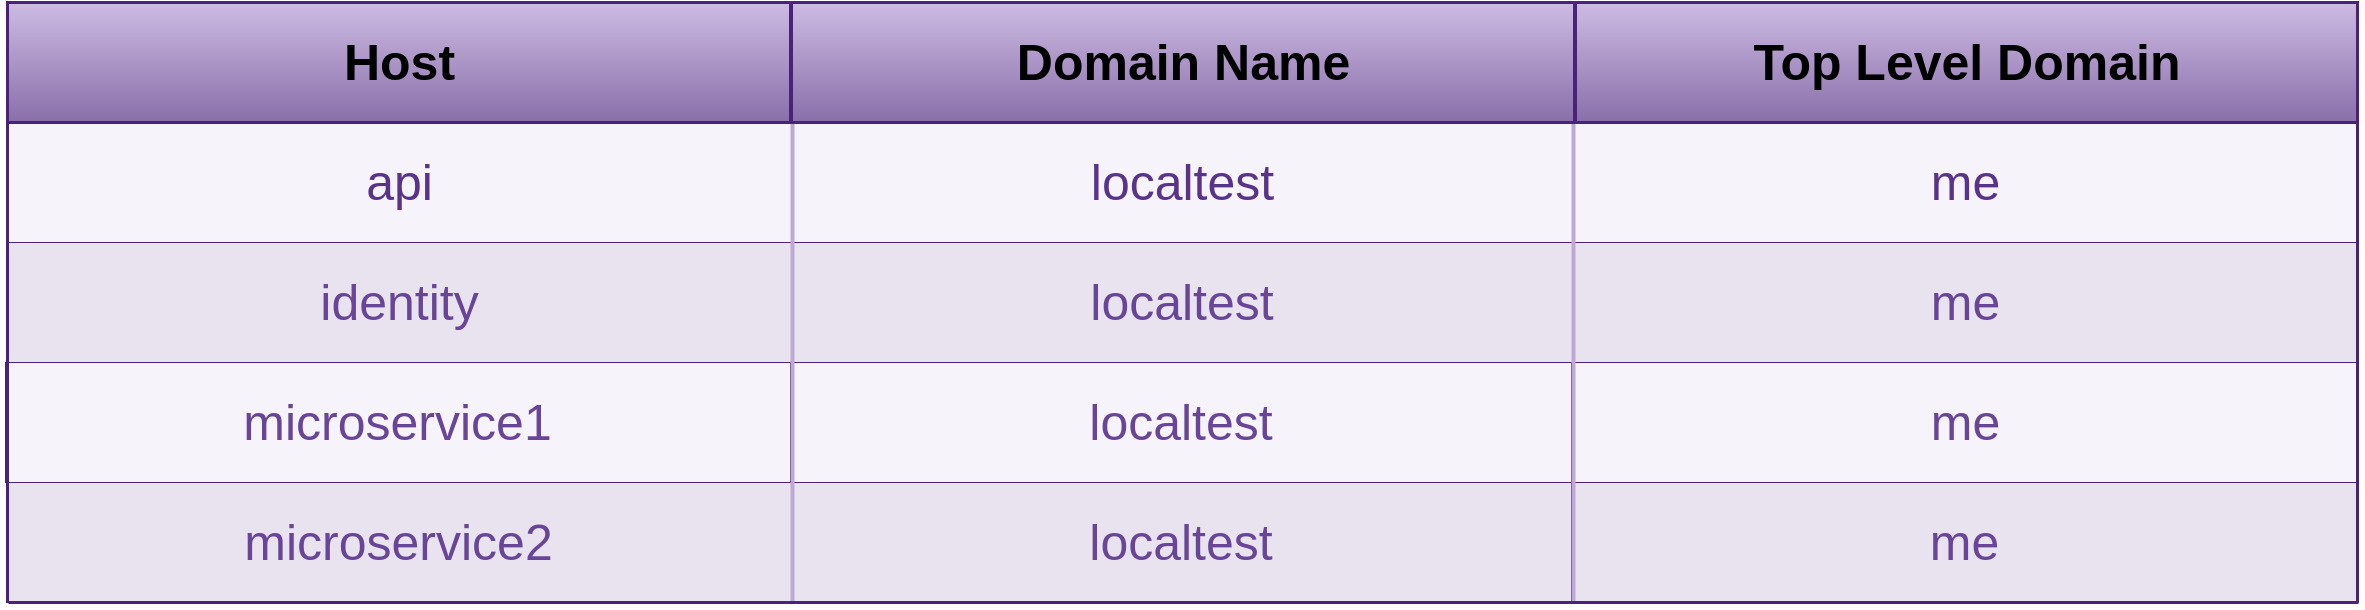 Host Domain Name Top Level Domain
api localtest me
identity localtest me
microservice1 localtest me
microservice2 localtest me